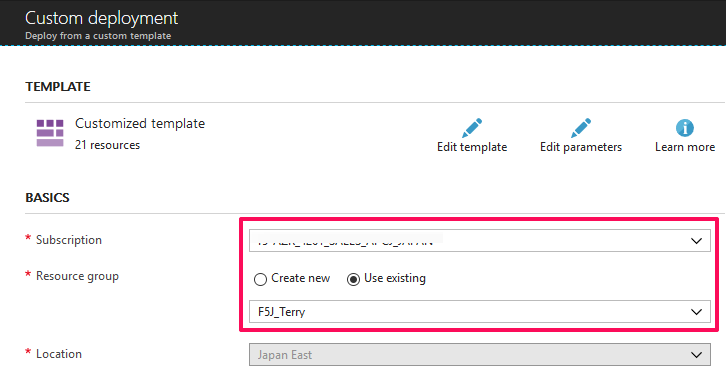 Custom deployment
Deploy from a custom template
TEMPLATE
Customized template
21 resources
Edit template
Edit parameters
Learn more
BASICS
* Subscription
* Resource group
Create new
Use existing
F5J_Terry
* Location
Japan East